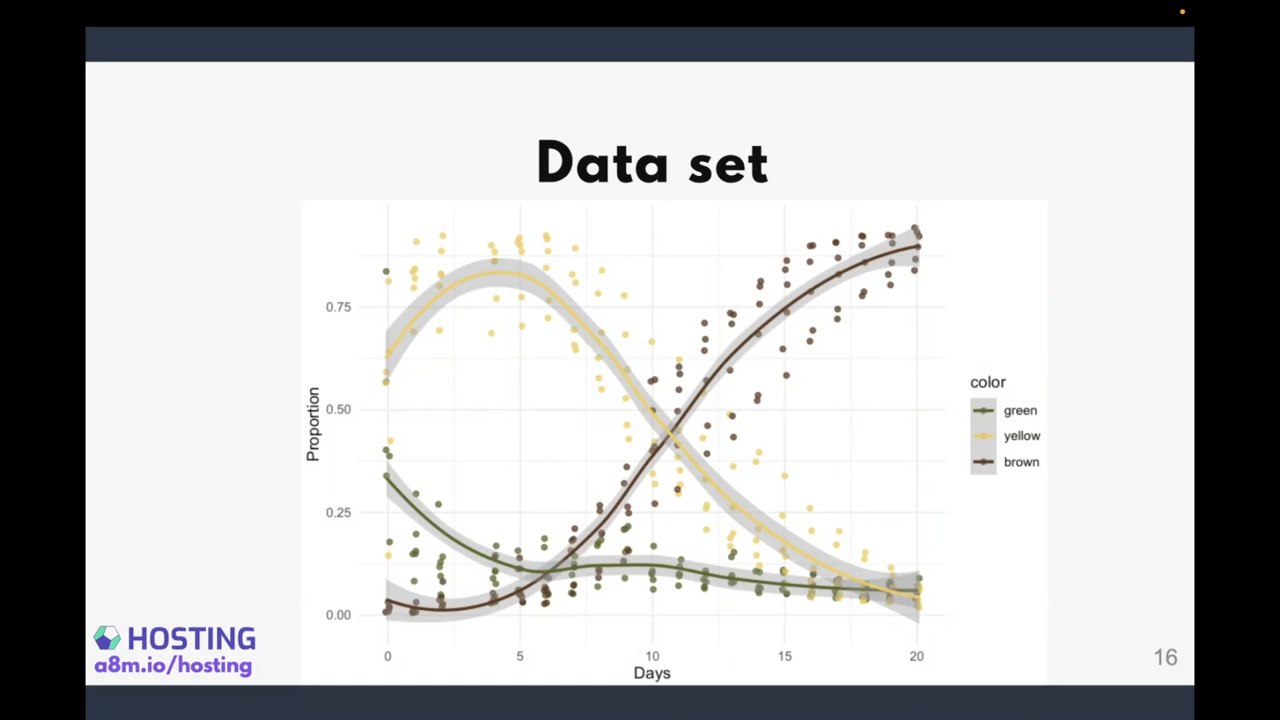 Data set
0.75
0.50
0.25
0.00
Proportion
0 5 10 15 20
Days
color
green
yellow
brown
HOSTING
a8m.io/hosting
16